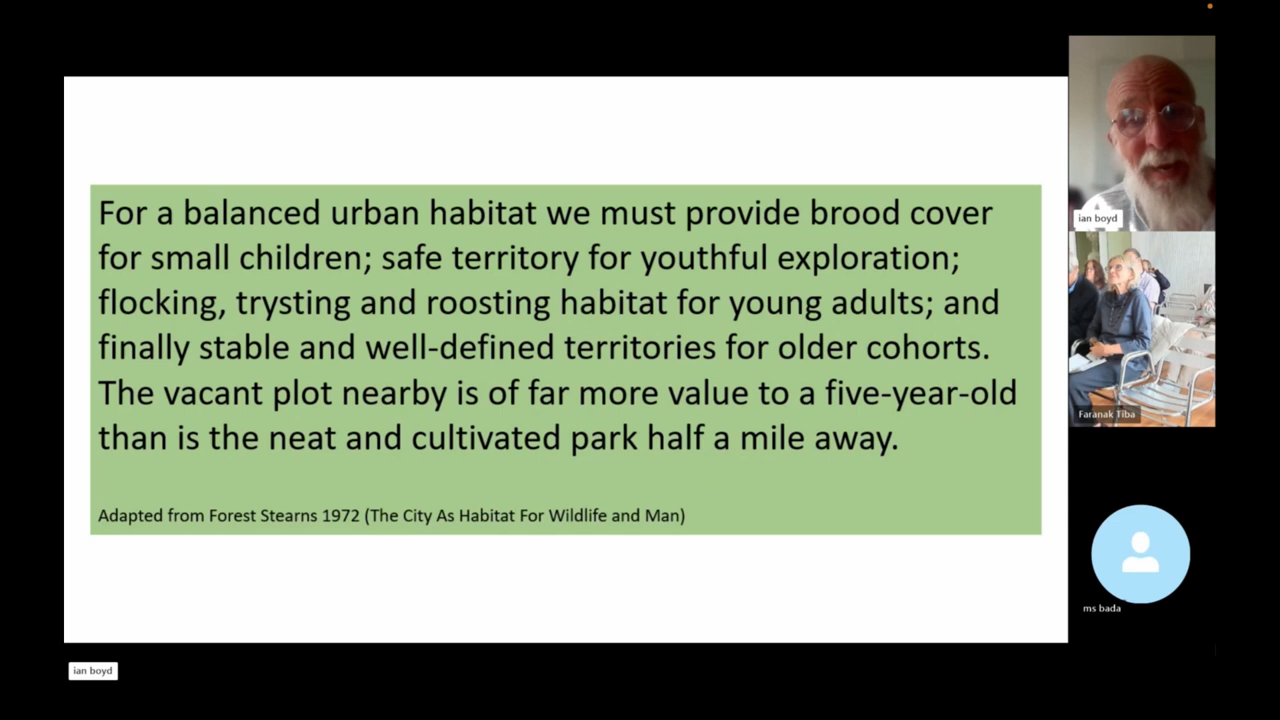 For a balanced urban habitat we must provide brood cover
for small children; safe territory for youthful exploration;
flocking, trysting and roosting habitat for young adults; and
finally stable and well-defined territories for older cohorts.
The vacant plot nearby is of far more value to a five-year-old
than is the neat and cultivated park half a mile away.
Adapted from Forest Stearns 1972 (The City As Habitat For Wildlife and Man)
ian boyd
Faranak Tiba
ms bada
ian boyd